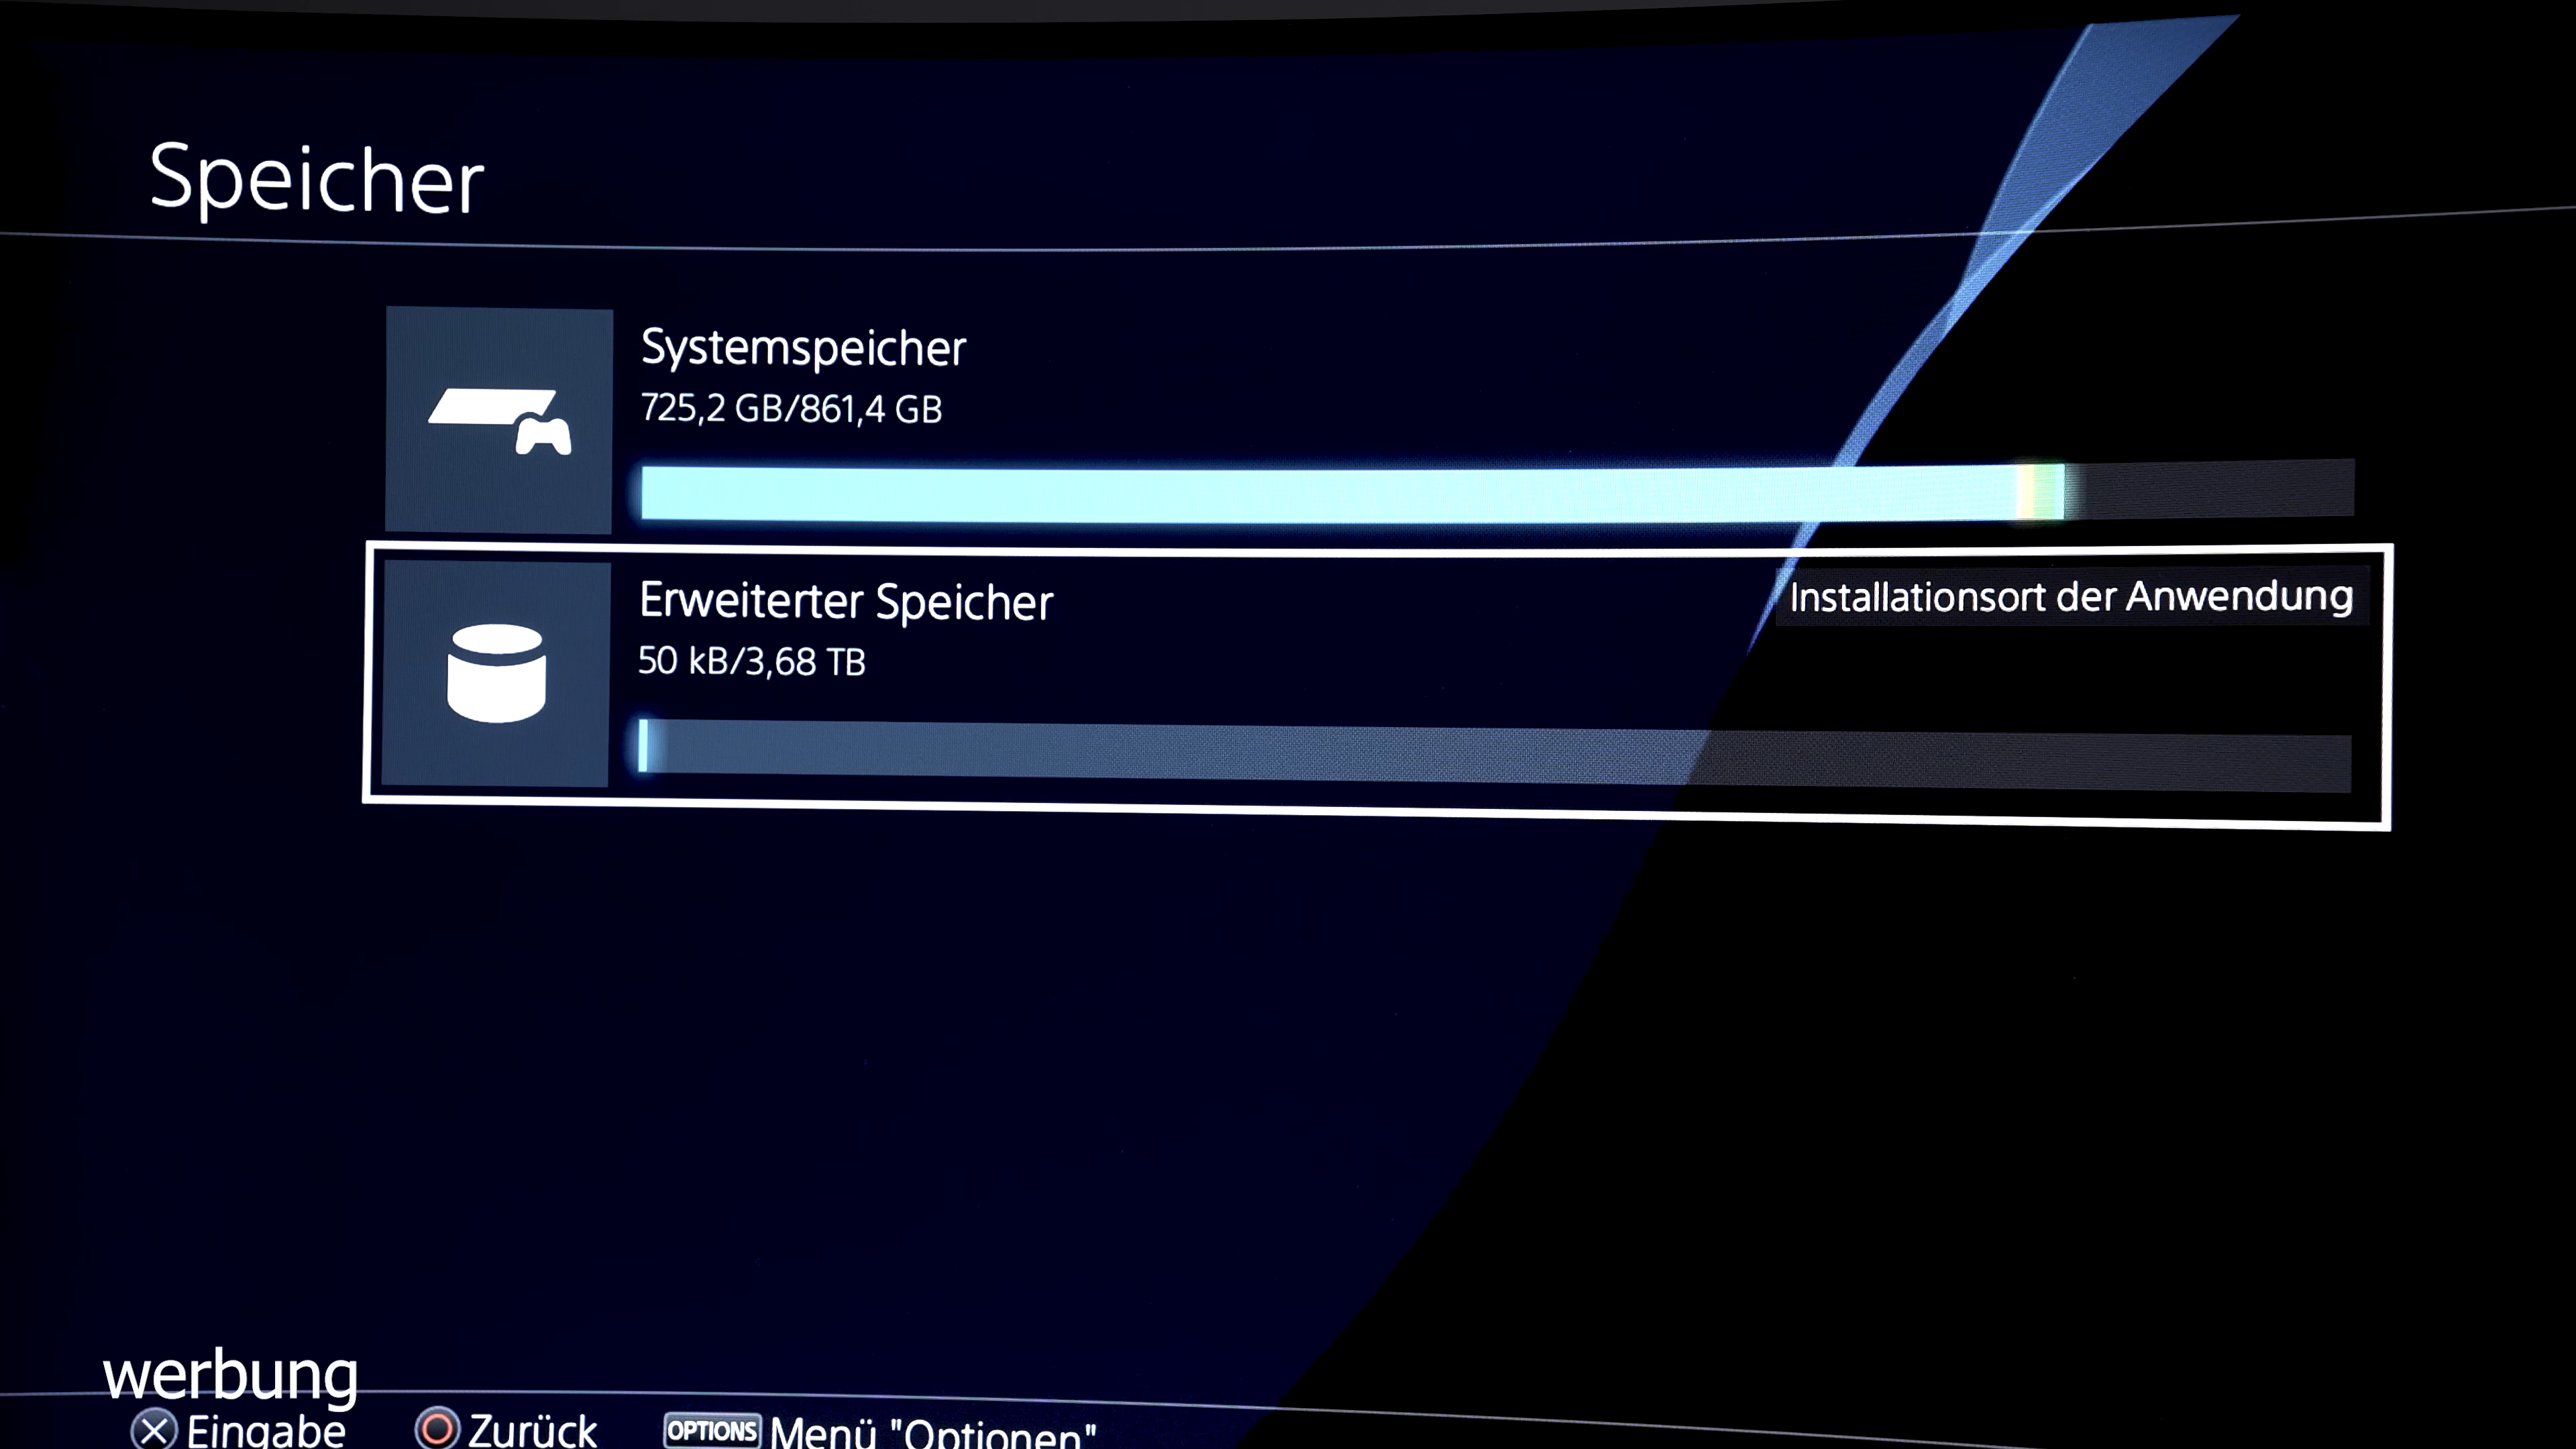 Speicher
Systemspeicher
725,2 GB/861,4 GB
Erweiterter Speicher
Installationsort der Anwendung
50 kB/3,68 TB
werbung
Eingabe
Zurück
OPTIONS Menü "Optionen"